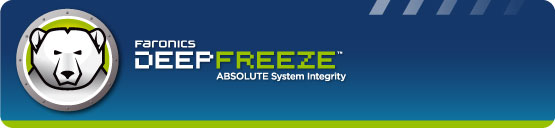 FARONICS
DEEPFREEZE™
ABSOLUTE System Integrity